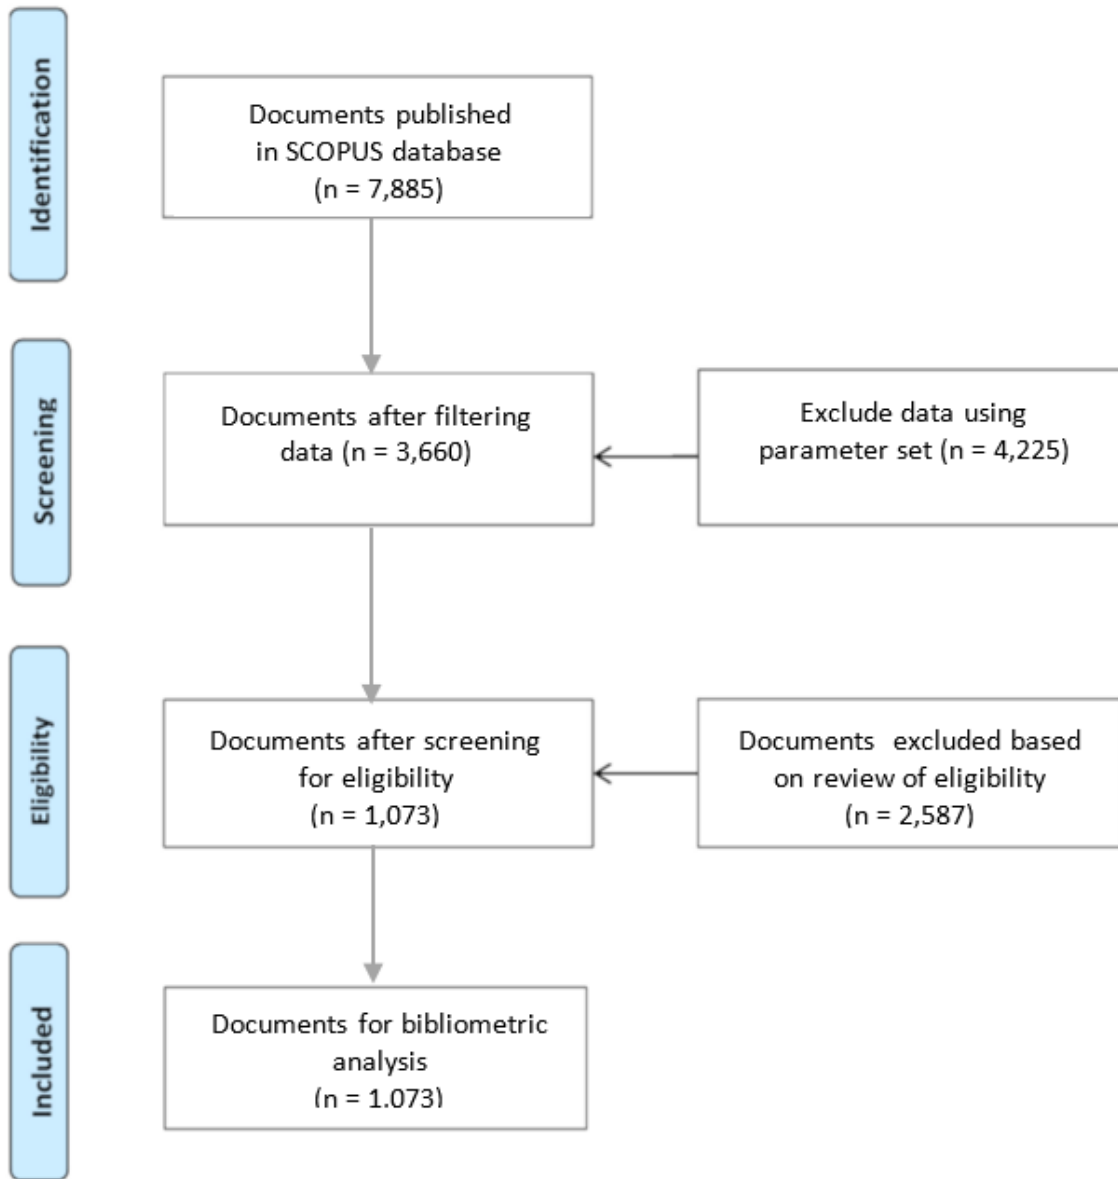 Identification
Documents published
in SCOPUS database
(n = 7,885)
Screening
Documents after filtering
data (n = 3,660)
Exclude data using
parameter set (n = 4,225)
Eligibility
Documents after screening
for eligibility
(n = 1,073)
Documents excluded based
on review of eligibility
(n = 2,587)
Included
Documents for bibliometric
analysis
(n = 1.073)